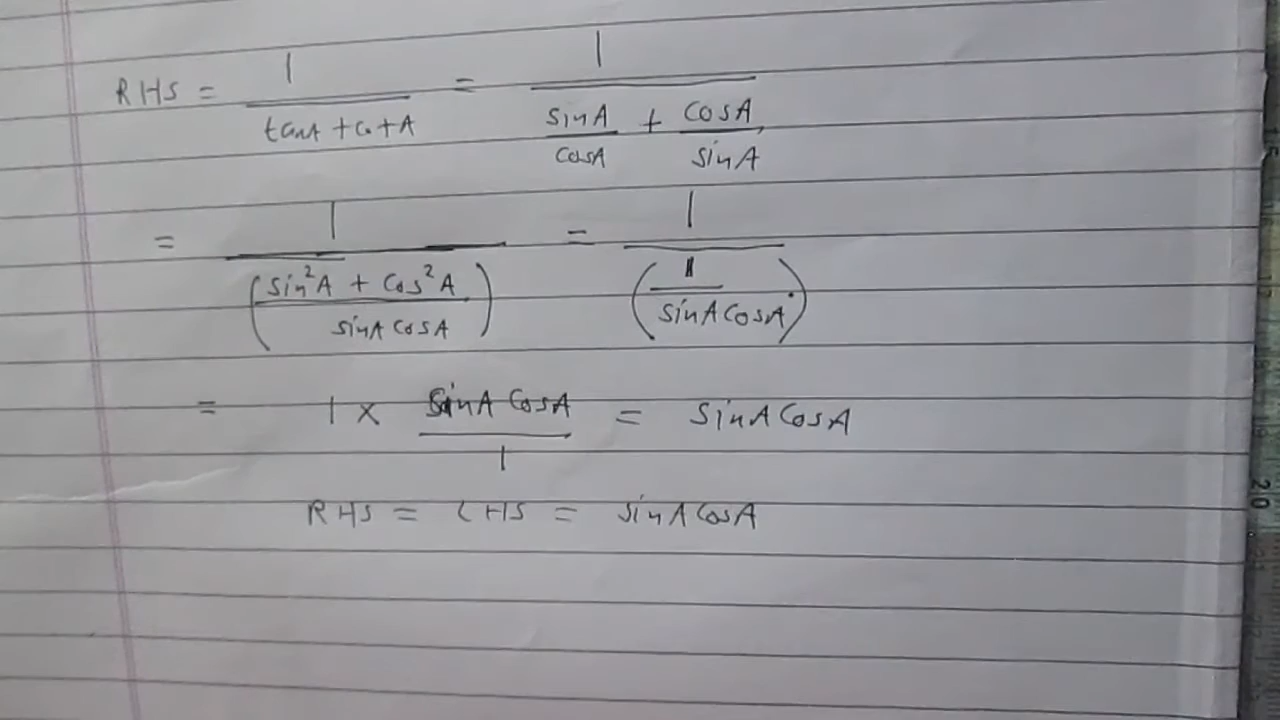 RHS = 1/(tanA + cotA) = 1/(sinA/cosA + cosA/sinA)
= 1/((sin²A + cos²A)/(sinA cosA)) = 1/(1/(sinA cosA))
= 1 × (sinA cosA)/1 = sinA cosA
RHS = LHS = sinA cosA
20